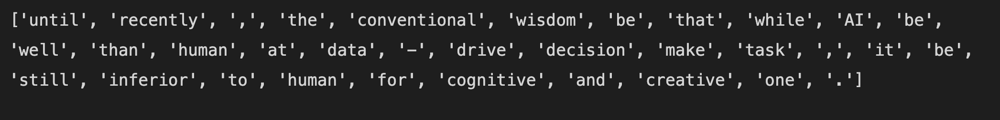 ['until', 'recently', ',', 'the', 'conventional', 'wisdom', 'be', 'that', 'while', 'AI', 'be',
'well', 'than', 'human', 'at', 'data', '-', 'drive', 'decision', 'make', 'task', ',', 'it', 'be',
'still', 'inferior', 'to', 'human', 'for', 'cognitive', 'and', 'creative', 'one', '.']